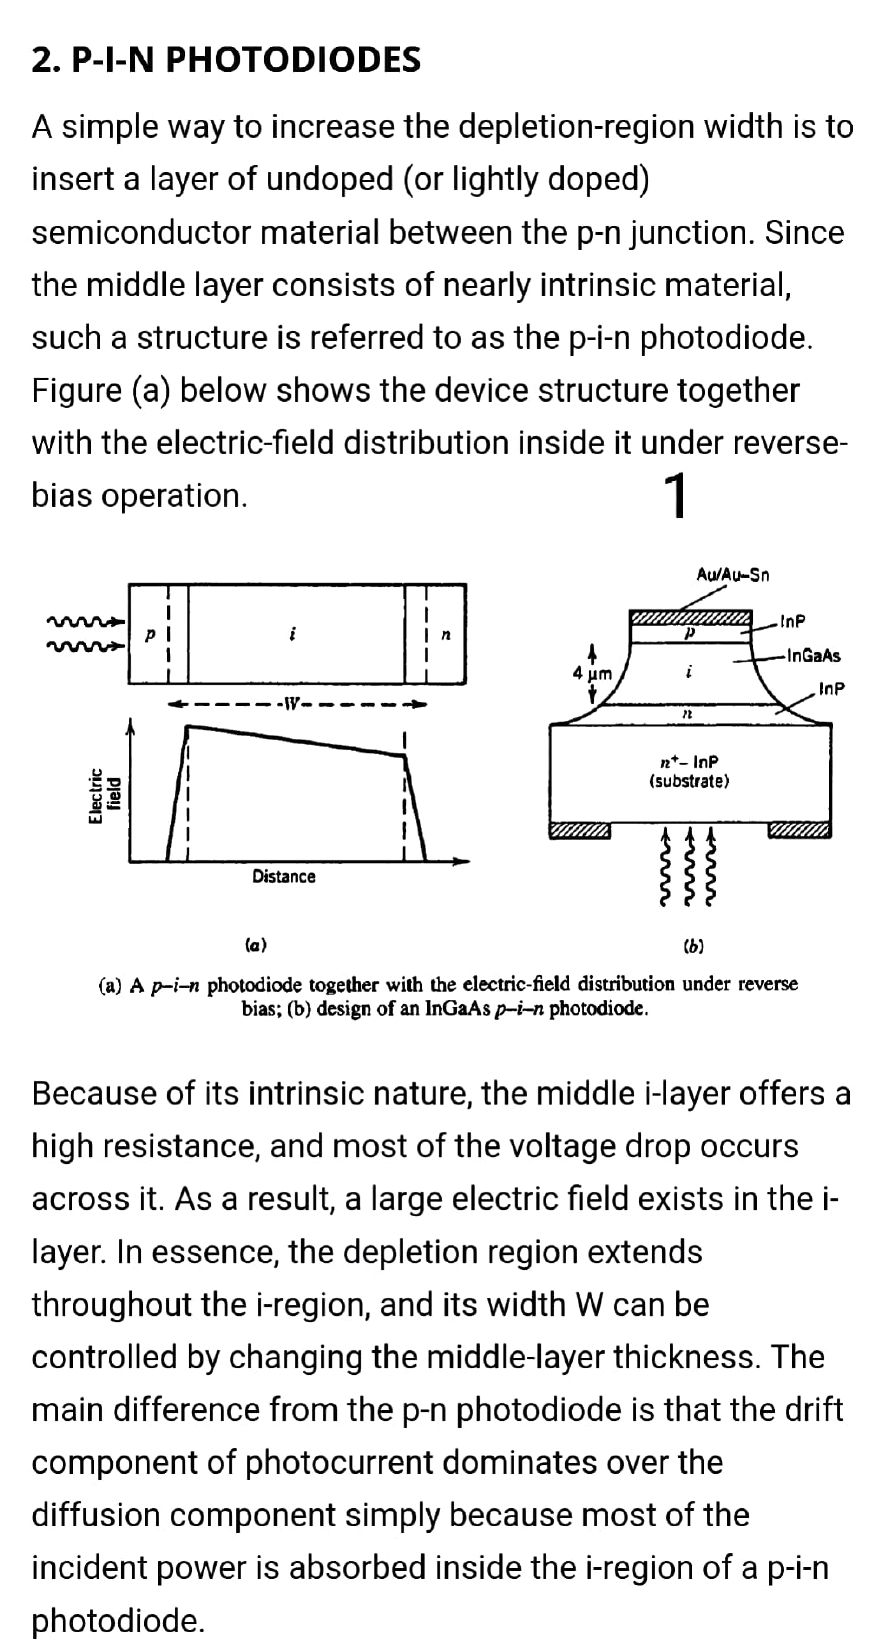 2. P-I-N PHOTODIODES
A simple way to increase the depletion-region width is to
insert a layer of undoped (or lightly doped)
semiconductor material between the p-n junction. Since
the middle layer consists of nearly intrinsic material,
such a structure is referred to as the p-i-n photodiode.
Figure (a) below shows the device structure together
with the electric-field distribution inside it under reverse-
bias operation.
1
p
i
n
W
Electric
field
Distance
(a)
Au/Au–Sn
InP
p
InGaAs
4 μm
i
InP
n
n⁺– InP
(substrate)
(b)
(a) A p–i–n photodiode together with the electric-field distribution under reverse
bias; (b) design of an InGaAs p–i–n photodiode.
Because of its intrinsic nature, the middle i-layer offers a
high resistance, and most of the voltage drop occurs
across it. As a result, a large electric field exists in the i-
layer. In essence, the depletion region extends
throughout the i-region, and its width W can be
controlled by changing the middle-layer thickness. The
main difference from the p-n photodiode is that the drift
component of photocurrent dominates over the
diffusion component simply because most of the
incident power is absorbed inside the i-region of a p-i-n
photodiode.